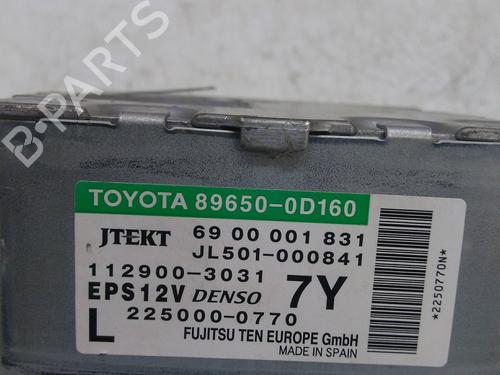 B-PARTS
TOYOTA 89650-0D160
JTEKT 69 00 001 831
JL501-000841
112900-3031
EPS12V DENSO 7Y
L 225000-0770
FUJITSU TEN EUROPE GmbH
MADE IN SPAIN
*2250770N*